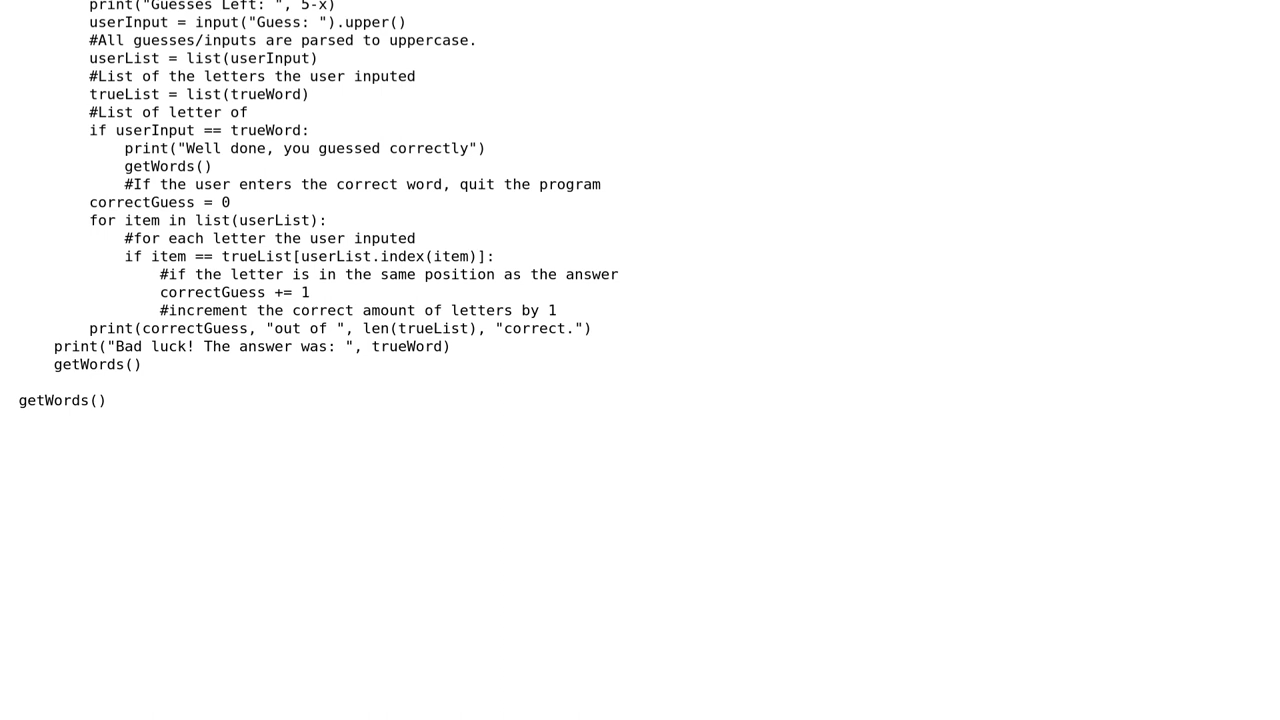 print("Guesses Left: ", 5-x)
userInput = input("Guess: ").upper()
#All guesses/inputs are parsed to uppercase.
userList = list(userInput)
#List of the letters the user inputed
trueList = list(trueWord)
#List of letter of
if userInput == trueWord:
print("Well done, you guessed correctly")
getWords()
#If the user enters the correct word, quit the program
correctGuess = 0
for item in list(userList):
#for each letter the user inputed
if item == trueList[userList.index(item)]:
#if the letter is in the same position as the answer
correctGuess += 1
#increment the correct amount of letters by 1
print(correctGuess, "out of ", len(trueList), "correct.")
print("Bad luck! The answer was: ", trueWord)
getWords()
getWords()